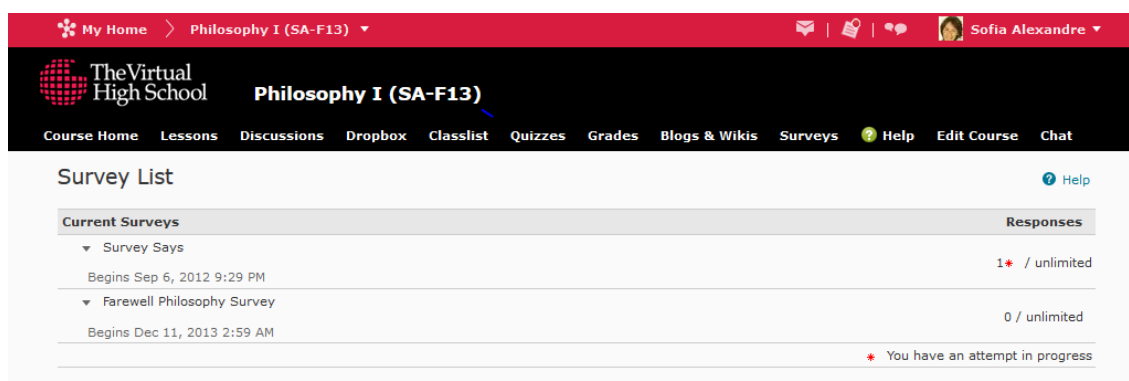 My Home Philosophy I (SA-F13) Sofia Alexandre
The Virtual
High School
Philosophy I (SA-F13)
Course Home Lessons Discussions Dropbox Classlist Quizzes Grades Blogs & Wikis Surveys Help Edit Course Chat
Survey List Help
Current Surveys Responses
Survey Says
1* / unlimited
Begins Sep 6, 2012 9:29 PM
Farewell Philosophy Survey
0 / unlimited
Begins Dec 11, 2013 2:59 AM
* You have an attempt in progress